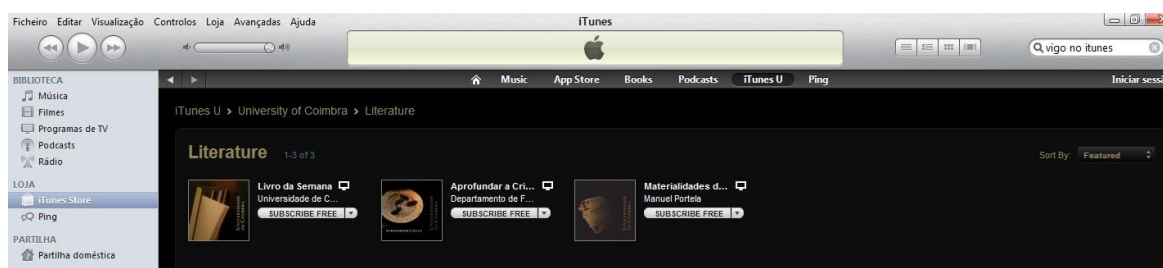 Ficheiro Editar Visualização Controlos Loja Avançadas Ajuda
iTunes
vigo no itunes
BIBLIOTECA
Música
Filmes
Programas de TV
Podcasts
Rádio
LOJA
iTunes Store
Ping
PARTILHA
Partilha doméstica
Music App Store Books Podcasts iTunes U Ping
Iniciar sess
iTunes U > University of Coimbra > Literature
Literature 1-3 of 3
Sort By: Featured
Livro da Semana
Universidade de C...
SUBSCRIBE FREE
Aprofundar a Cri...
Departamento de F...
SUBSCRIBE FREE
Materialidades d...
Manuel Portela
SUBSCRIBE FREE